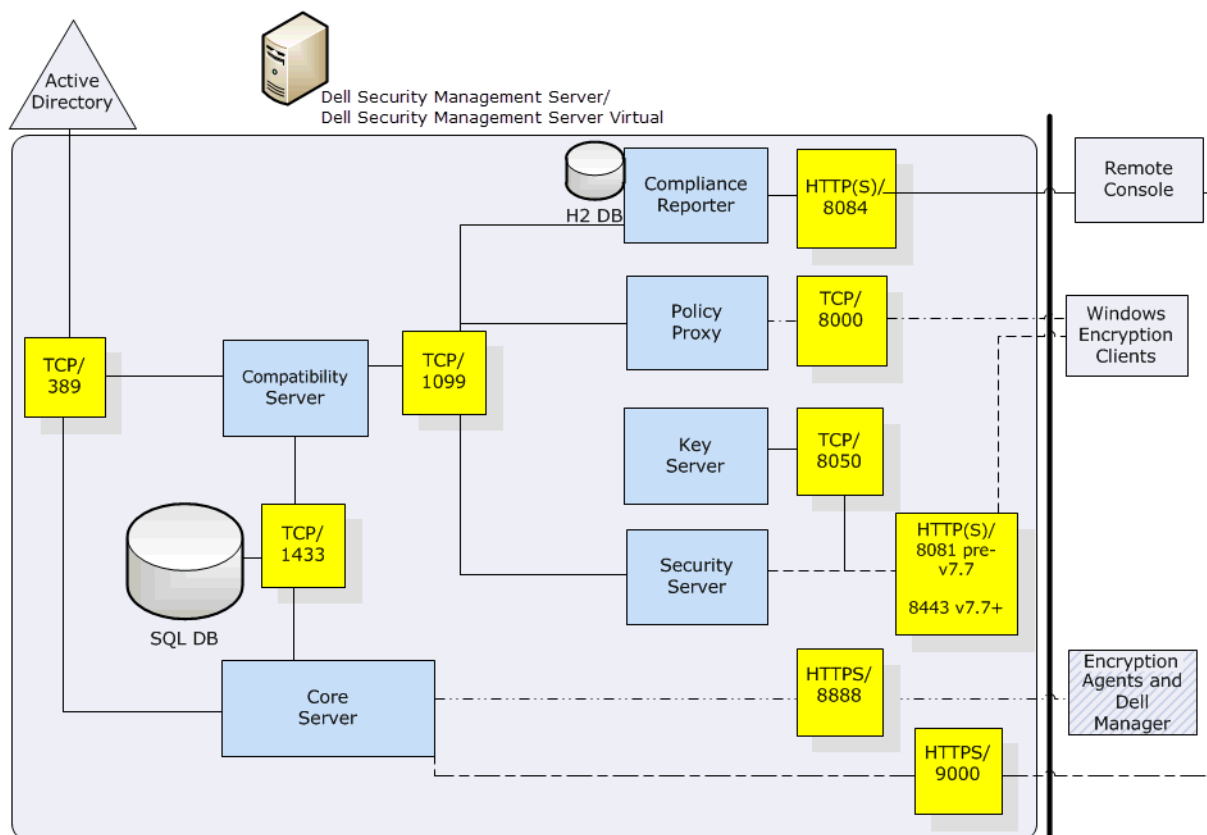 Active
Directory
Dell Security Management Server/
Dell Security Management Server Virtual
H2 DB
Compliance
Reporter
HTTP(S)/
8084
Remote
Console
Policy
Proxy
TCP/
8000
Windows
Encryption
Clients
TCP/
389
Compatibility
Server
TCP/
1099
Key
Server
TCP/
8050
SQL DB
TCP/
1433
Security
Server
HTTP(S)/
8081 pre-
v7.7
8443 v7.7+
Core
Server
HTTPS/
8888
Encryption
Agents and
Dell
Manager
HTTPS/
9000